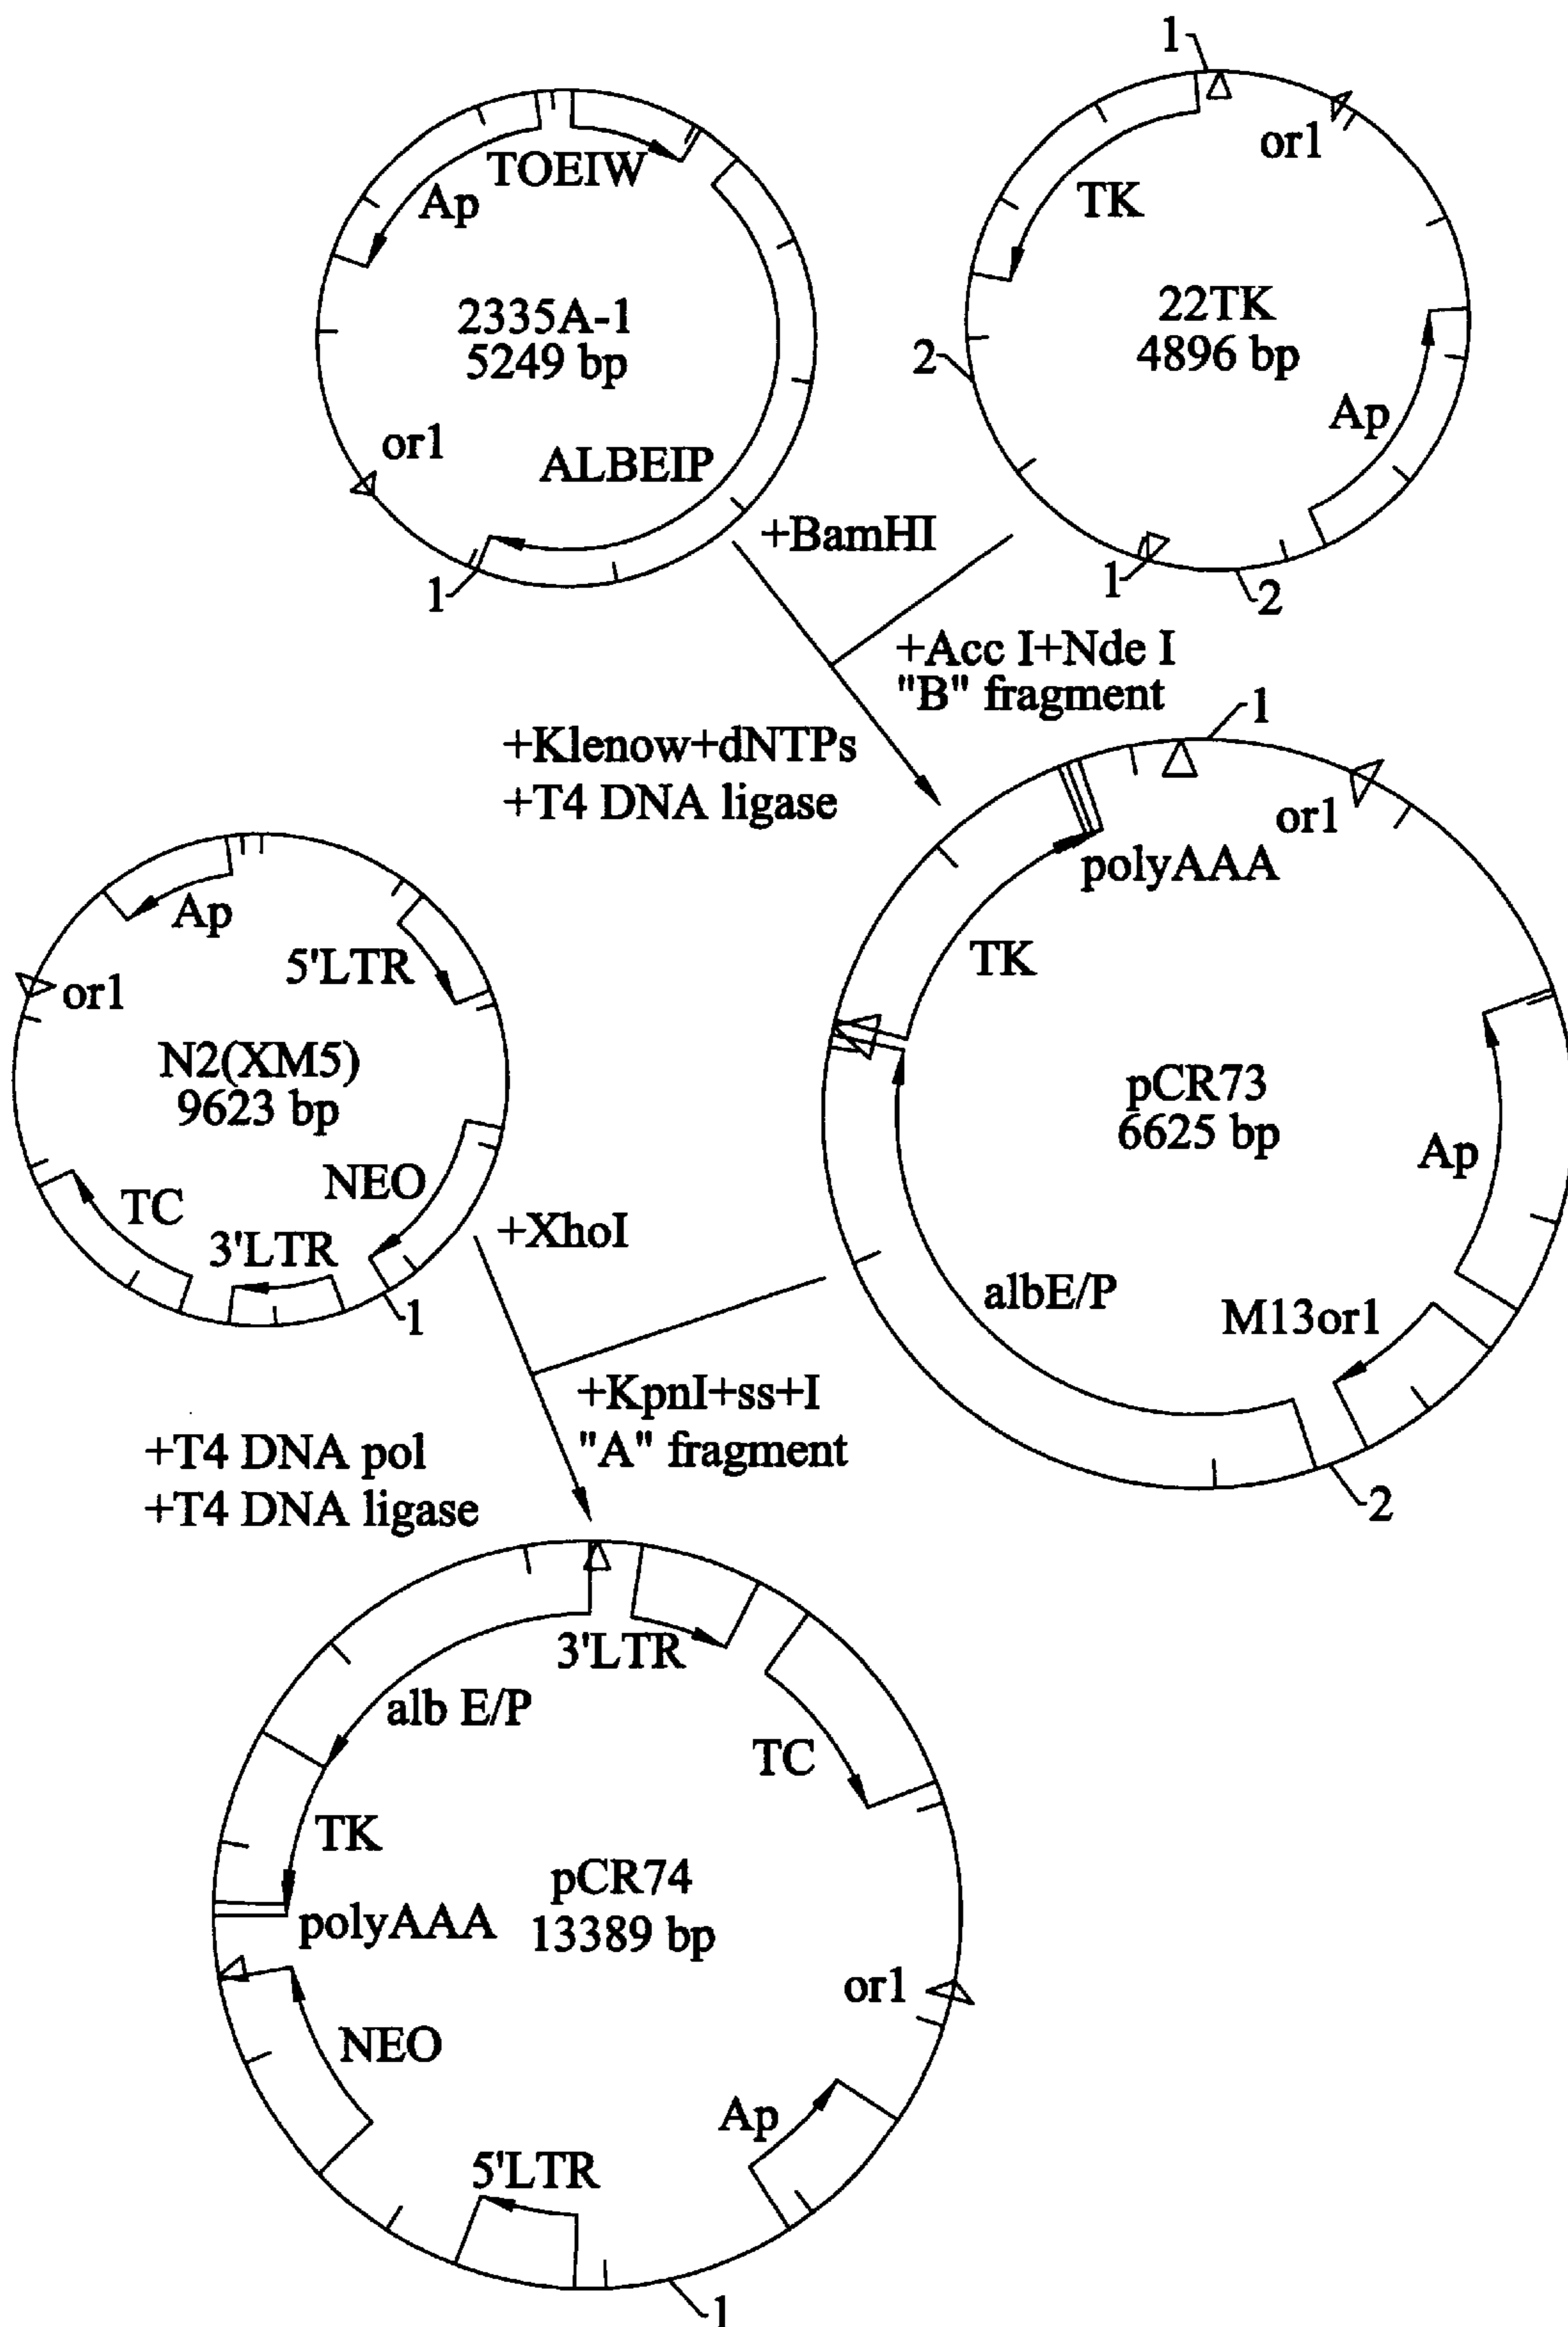 1
or1
TK
22TK
4896 bp
2
Ap
1
2
TOEIW
Ap
2335A-1
5249 bp
or1
ALBEIP
1
+BamHI
+Acc I+Nde I
"B" fragment
+Klenow+dNTPs
+T4 DNA ligase
1
or1
polyAAA
TK
pCR73
6625 bp
Ap
albE/P
M13or1
2
Ap
5'LTR
or1
N2(XM5)
9623 bp
NEO
TC
3'LTR
1
+XhoI
+KpnI+ss+I
"A" fragment
+T4 DNA pol
+T4 DNA ligase
3'LTR
alb E/P
TC
TK
pCR74
13389 bp
polyAAA
or1
NEO
Ap
5'LTR
1